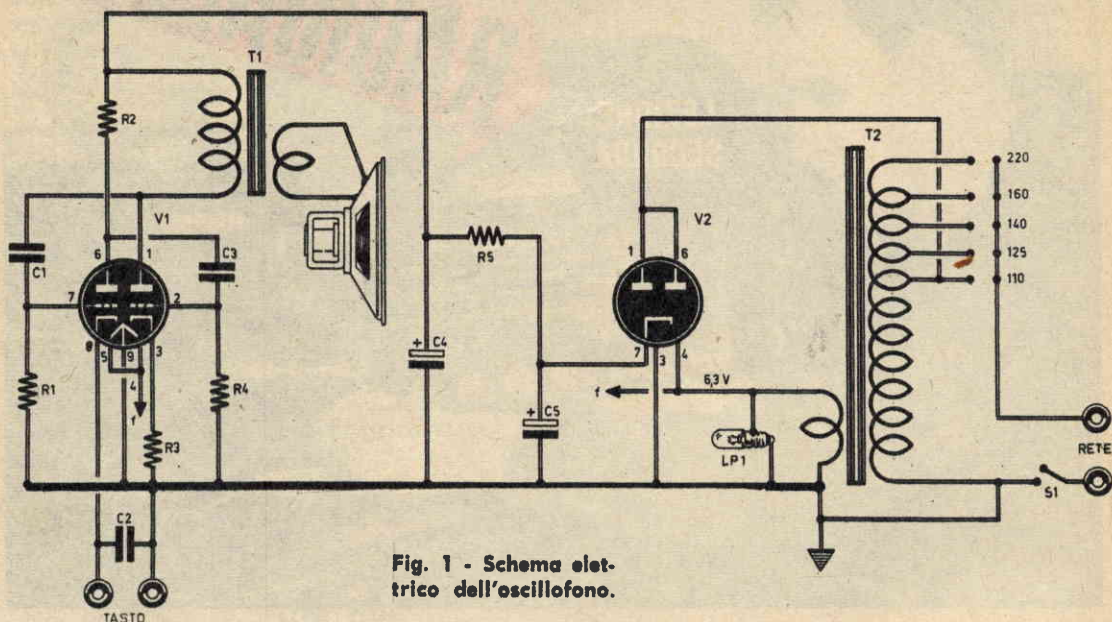 T1
T2
R2
220
V1
V2
160
140
6
1
1
6
125
C1
C3
R5
110
7
2
+ C4
7
3
4
8
5
9
3
6,3 V
R1
4
R4
f
+ C5
f
R3
LP1
RETE
S1
C2
Fig. 1 - Schema elet-
trico dell'oscillofono.
TASTO